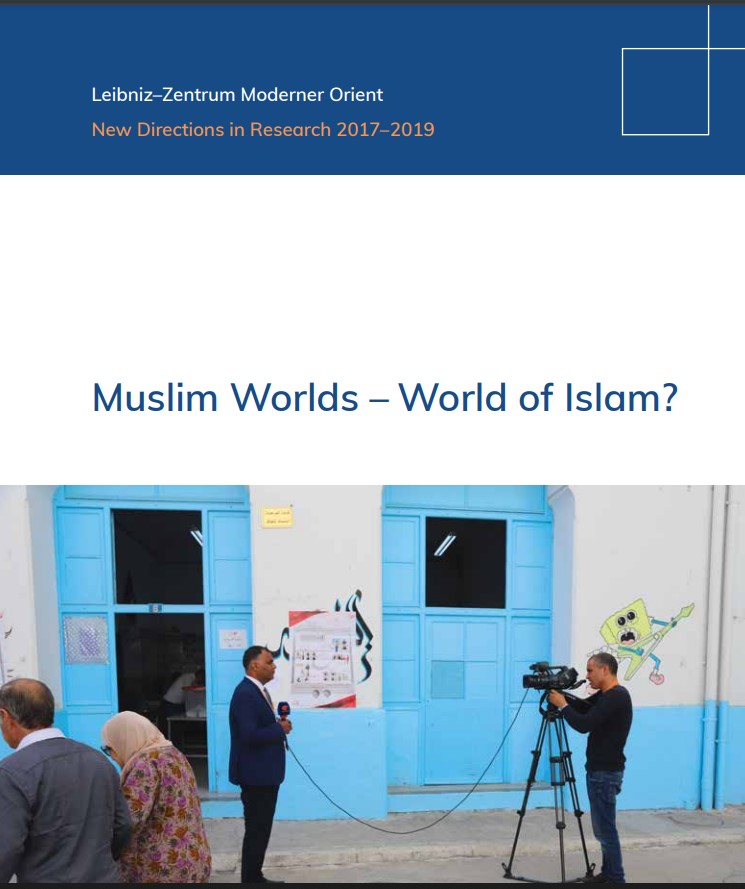 Leibniz–Zentrum Moderner Orient
New Directions in Research 2017–2019
Muslim Worlds – World of Islam?